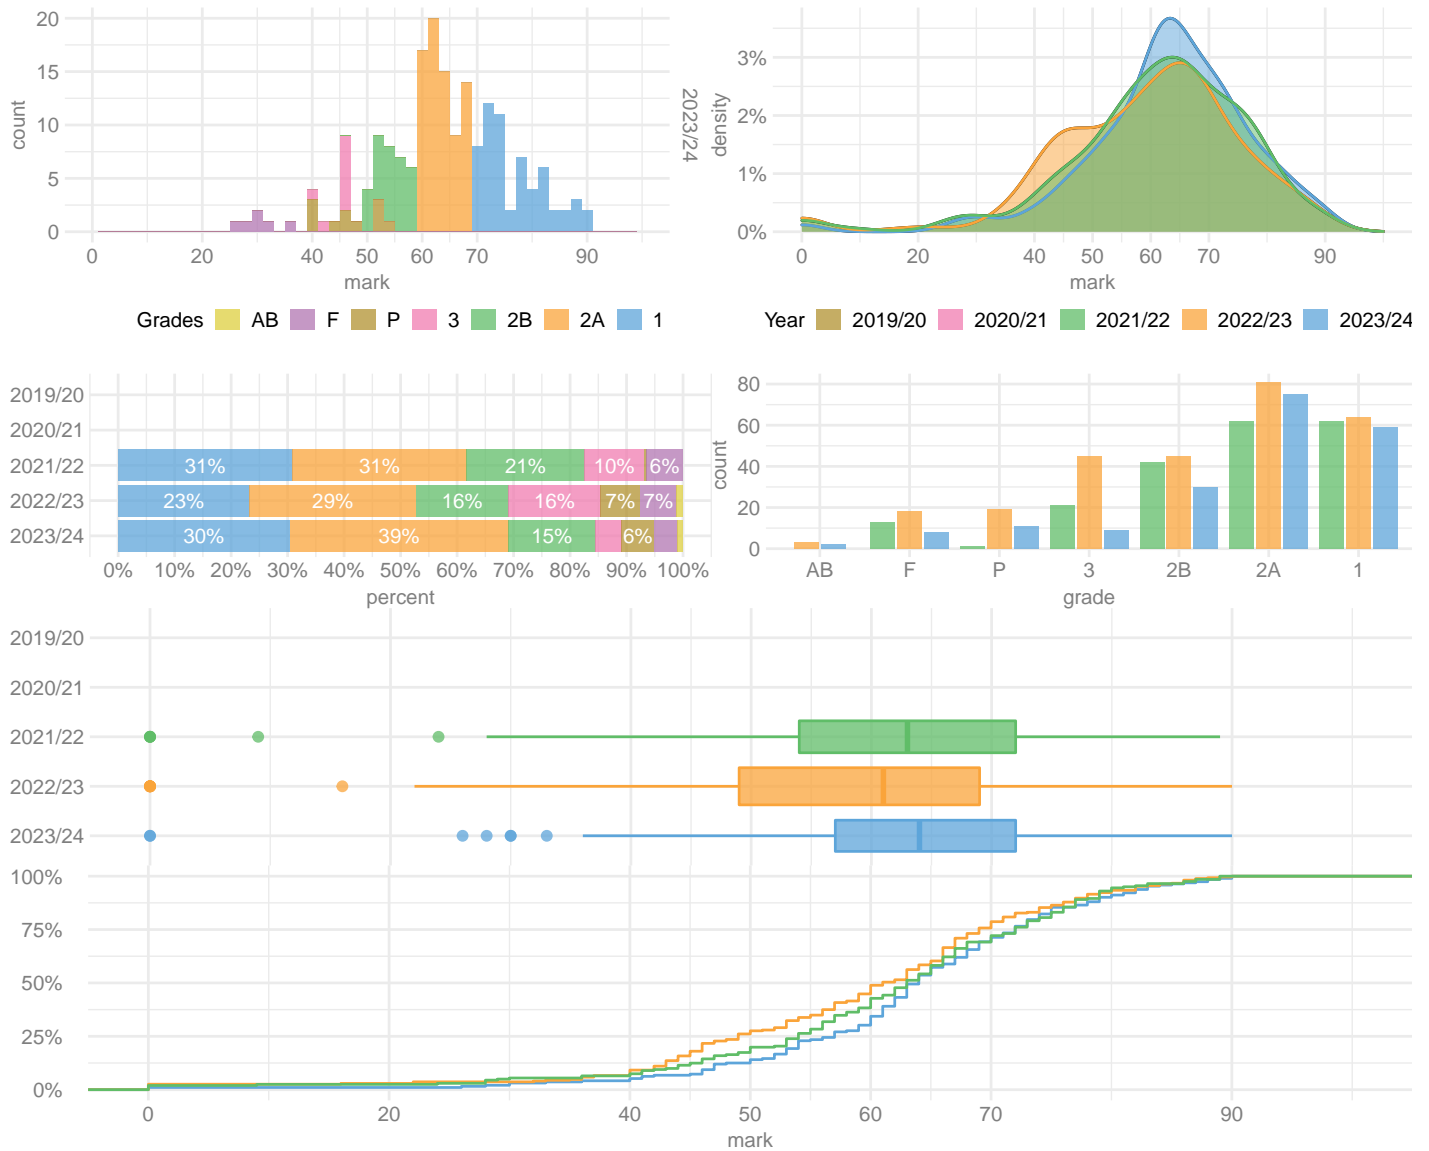 20
15
10
5
0
count
0 20 40 50 60 70 90
mark
2023/24
Grades AB F P 3 2B 2A 1
3%
2%
1%
0%
density
0 20 40 50 60 70 90
mark
Year 2019/20 2020/21 2021/22 2022/23 2023/24
2019/20
2020/21
2021/22 31% 31% 21% 10% 6%
2022/23 23% 29% 16% 16% 7% 7%
2023/24 30% 39% 15% 6%
0% 10% 20% 30% 40% 50% 60% 70% 80% 90% 100%
percent
80
60
40
20
0
count
AB F P 3 2B 2A 1
grade
2019/20
2020/21
2021/22
2022/23
2023/24
100%
75%
50%
25%
0%
0 20 40 50 60 70 90
mark